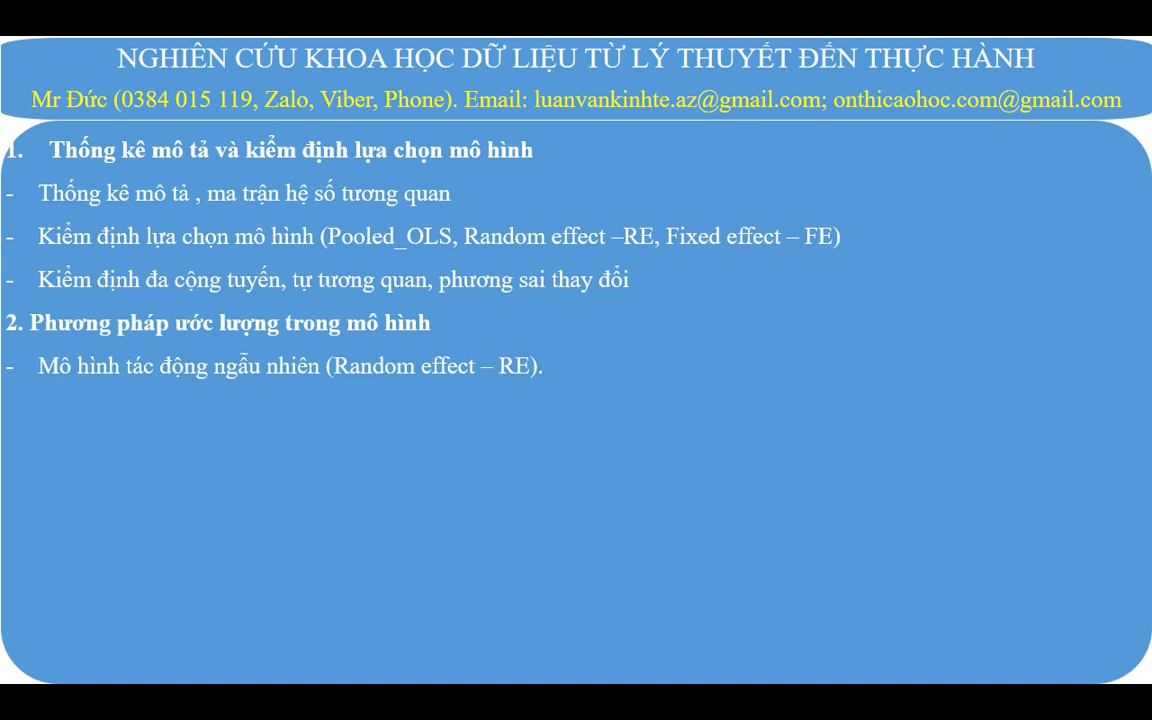 NGHIÊN CỨU KHOA HỌC DỮ LIỆU TỪ LÝ THUYẾT ĐẾN THỰC HÀNH
Mr Đức (0384 015 119, Zalo, Viber, Phone). Email: luanvankinhte.az@gmail.com; onthicaohoc.com@gmail.com
1. Thống kê mô tả và kiểm định lựa chọn mô hình
- Thống kê mô tả , ma trận hệ số tương quan
- Kiểm định lựa chọn mô hình (Pooled_OLS, Random effect –RE, Fixed effect – FE)
- Kiểm định đa cộng tuyến, tự tương quan, phương sai thay đổi
2. Phương pháp ước lượng trong mô hình
- Mô hình tác động ngẫu nhiên (Random effect – RE).